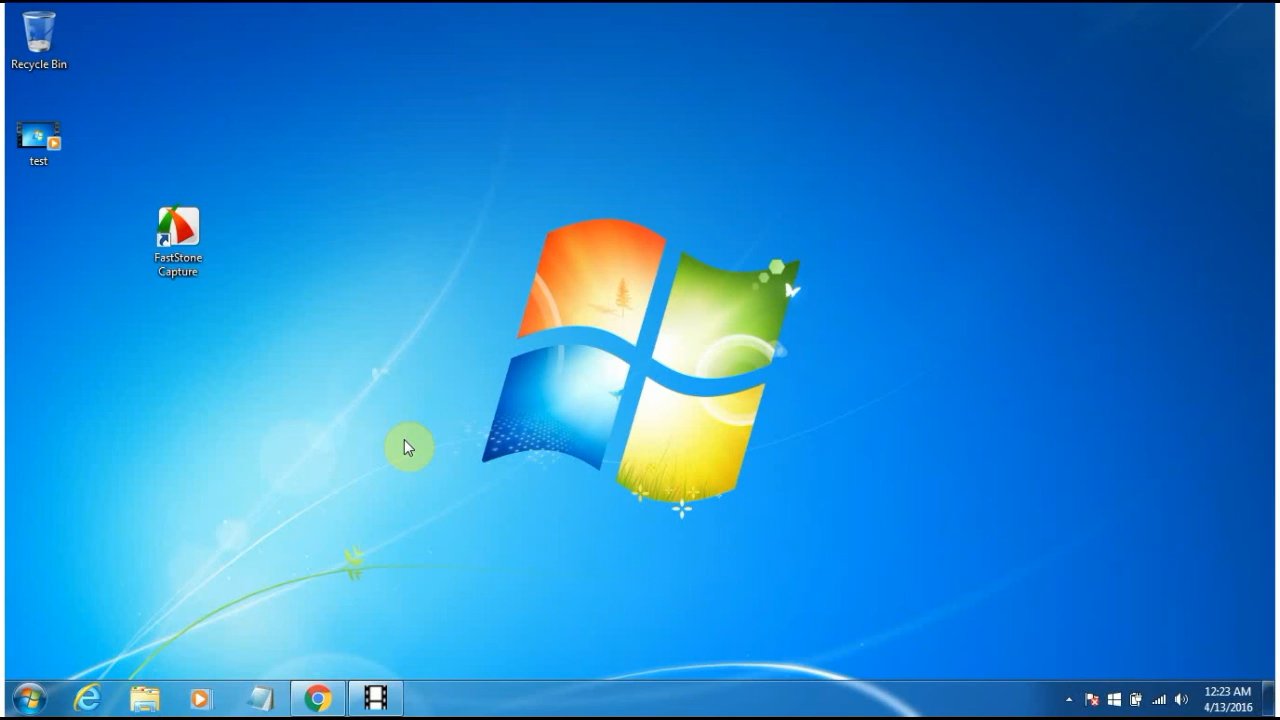 Recycle Bin
test
FastStone
Capture
12:23 AM
4/13/2016